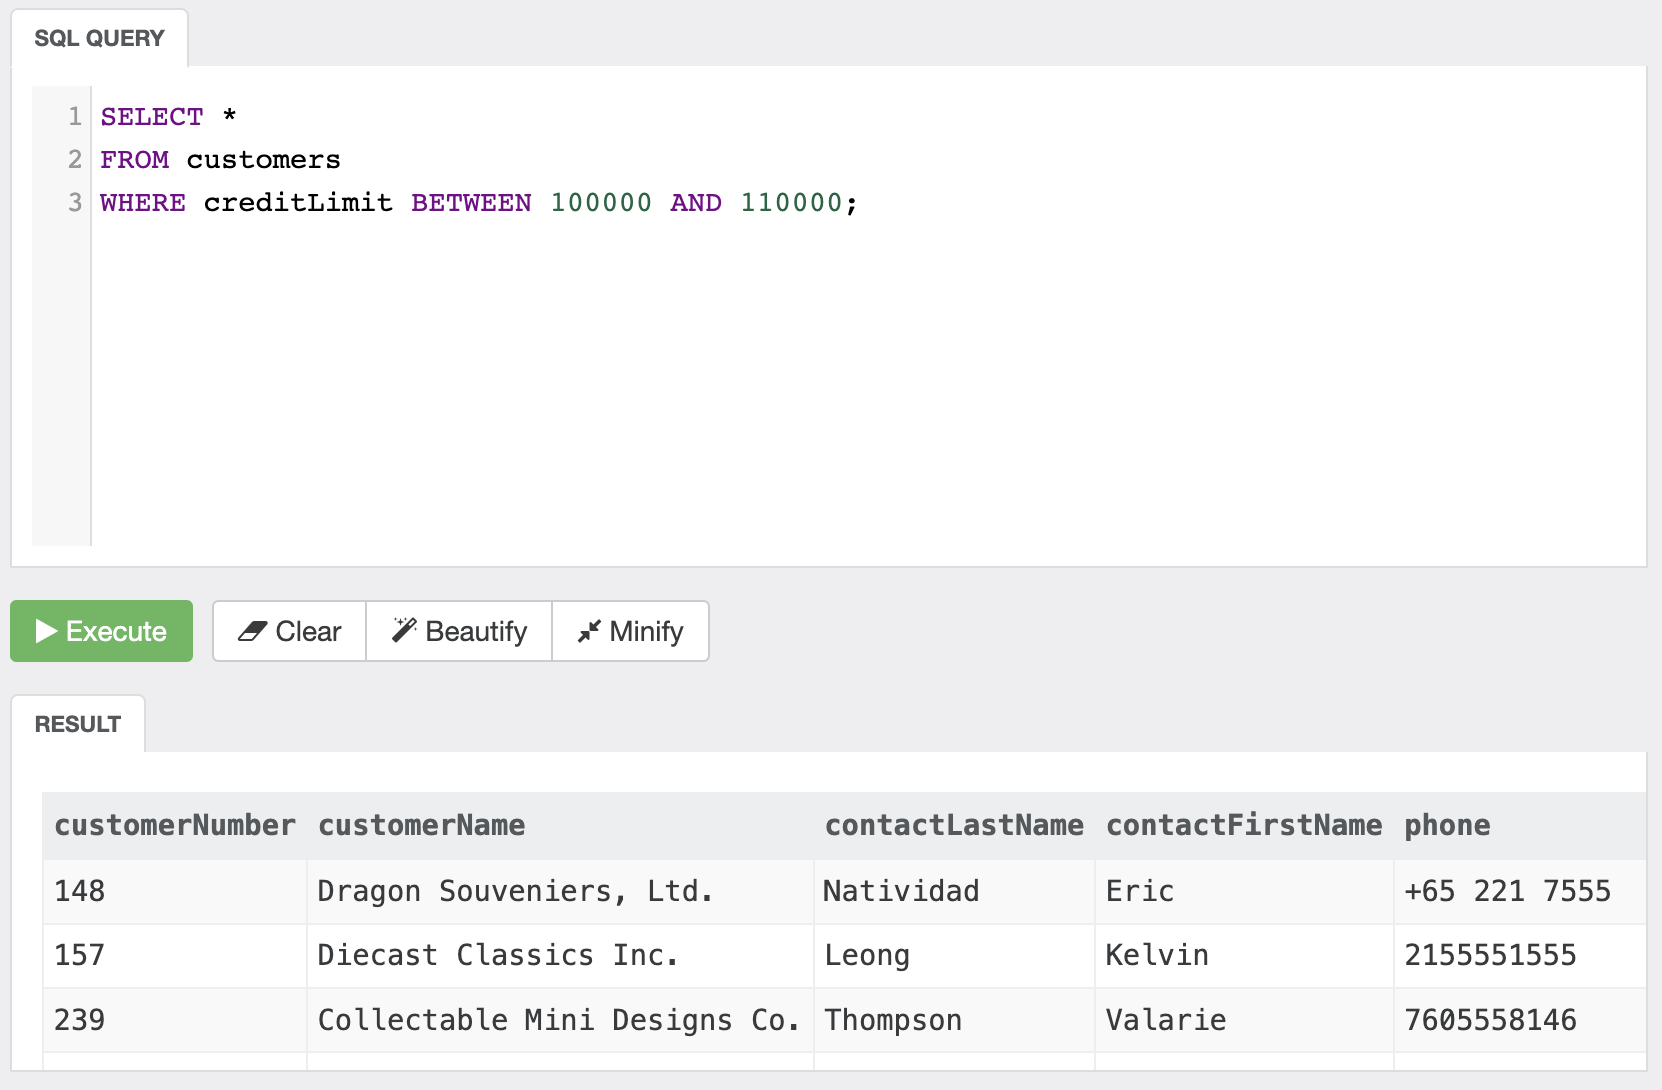 SQL QUERY
1 SELECT *
2 FROM customers
3 WHERE creditLimit BETWEEN 100000 AND 110000;
Execute Clear Beautify Minify
RESULT
customerNumber customerName contactLastName contactFirstName phone
148 Dragon Souveniers, Ltd. Natividad Eric +65 221 7555
157 Diecast Classics Inc. Leong Kelvin 2155551555
239 Collectable Mini Designs Co. Thompson Valarie 7605558146